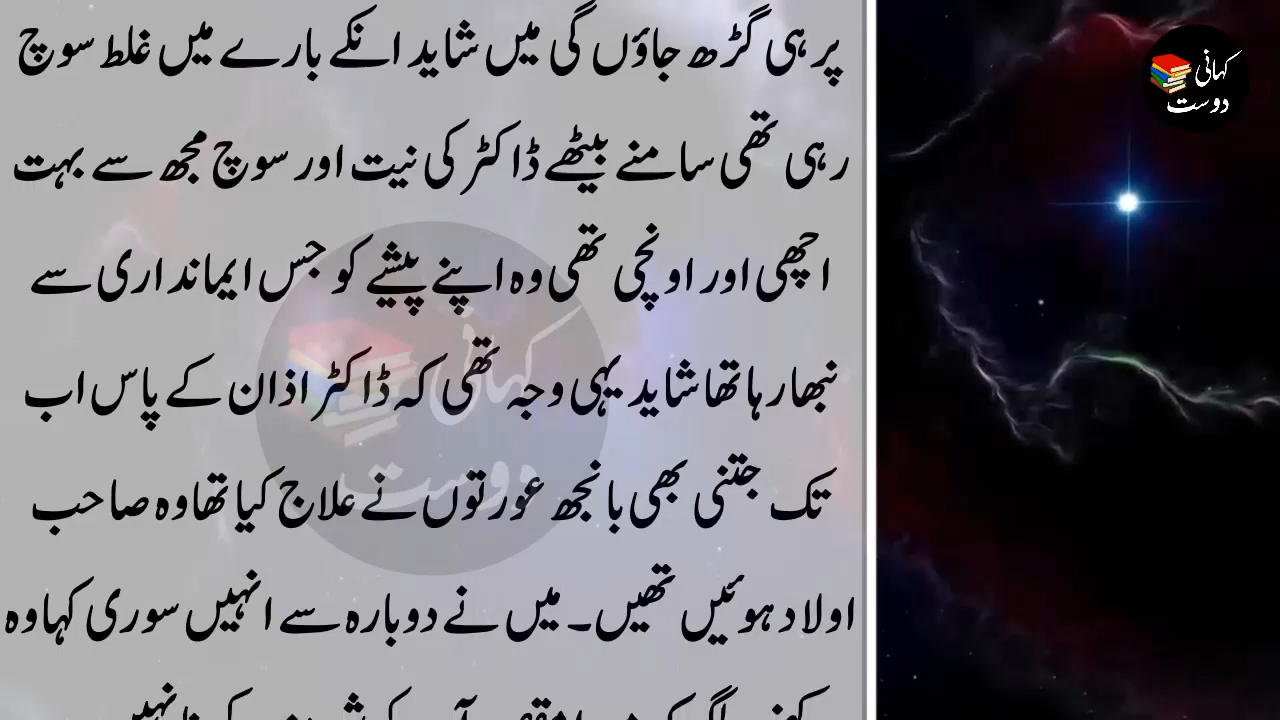 پر ہی گڑھ جاؤں گی میں شاید انکے بارے میں غلط سوچ
رہی تھی سامنے بیٹھے ڈاکٹر کی نیت اور سوچ مجھ سے بہت
اچھی اور اونچی تھی وہ اپنے پیشے کو جس ایمانداری سے
نبھا رہا تھا شاید یہی وجہ تھی کہ ڈاکٹر اذان کے پاس اب
تک جتنی بھی بانجھ عورتوں نے علاج کیا تھا وہ صاحب
اولاد ہوئیں تھیں۔ میں نے دوبارہ سے انہیں سوری کہا وہ
کہانی
دوست
کہانی
دوست